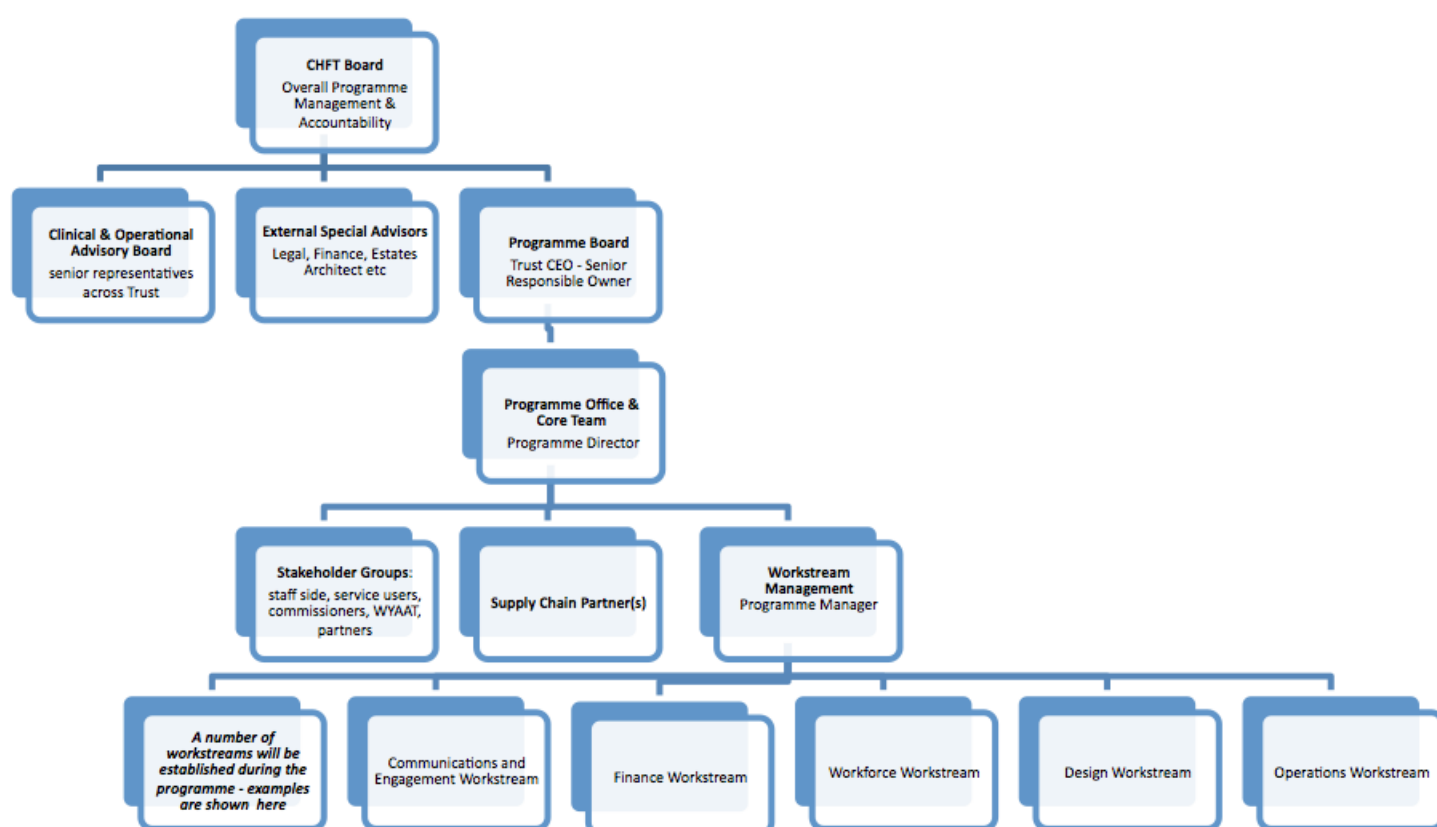 CHFT Board
Overall Programme
Management &
Accountability
Clinical & Operational
Advisory Board
senior representatives
across Trust
External Special Advisors
Legal, Finance, Estates
Architect etc
Programme Board
Trust CEO - Senior
Responsible Owner
Programme Office &
Core Team
Programme Director
Stakeholder Groups:
staff side, service users,
commissioners, WYAAT,
partners
Supply Chain Partner(s)
Workstream
Management
Programme Manager
A number of
workstreams will be
established during the
programme - examples
are shown here
Communications and
Engagement Workstream
Finance Workstream
Workforce Workstream
Design Workstream
Operations Workstream